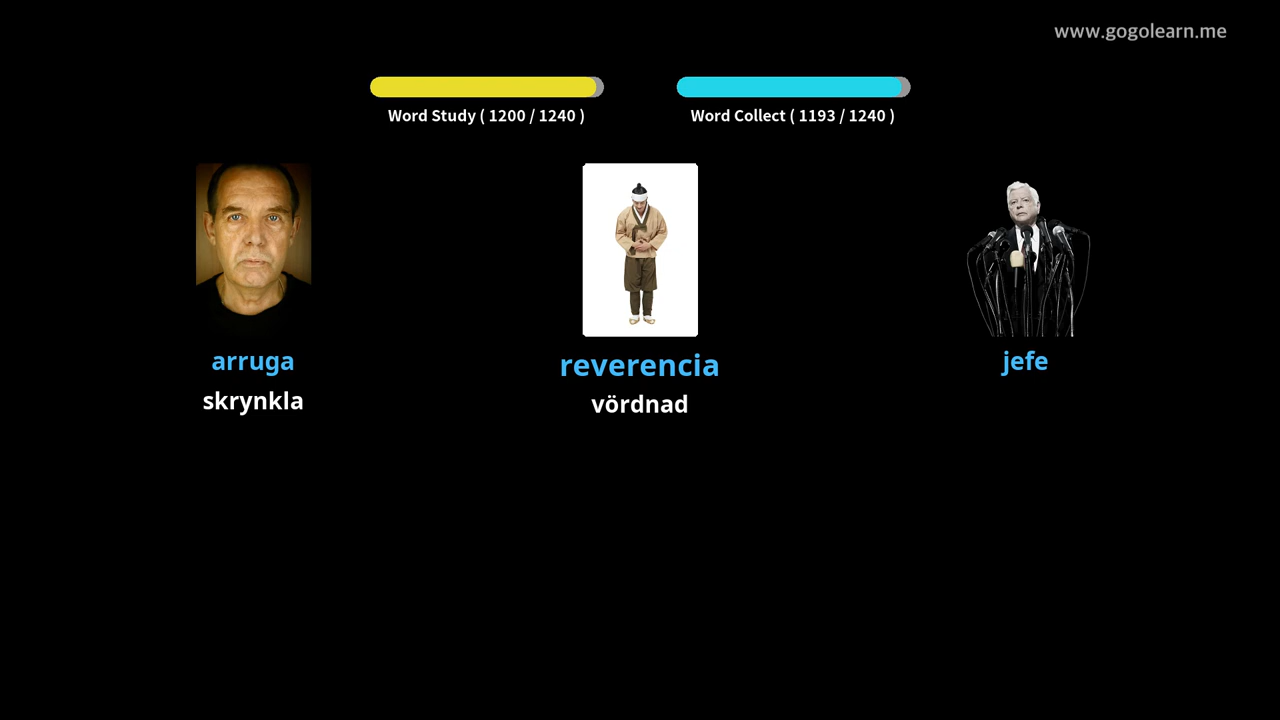 www.gogolearn.me
Word Study ( 1200 / 1240 )
Word Collect ( 1193 / 1240 )
arruga
reverencia
jefe
skrynkla
vördnad